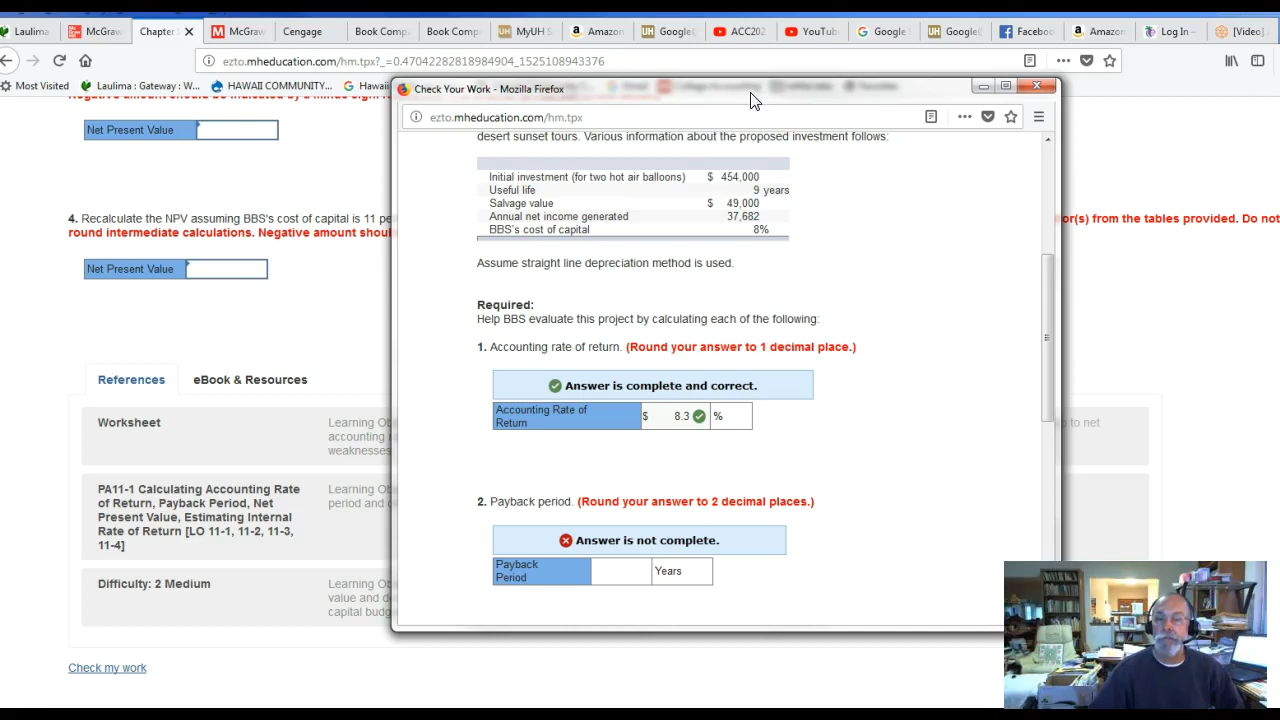 Laulima
McGraw
Chapter
McGraw
Cengage
Book Comp
Book Comp
MyUH S
Amazon
Google
ACC202
YouTub
Google S
Google
Faceboo
Amazon
Log In –
[Video]
ezto.mheducation.com/hm.tpx?_=0.47042282818984904_1525108943376
Most Visited
Laulima : Gateway : W...
HAWAII COMMUNITY...
Hawaii
Net Present Value
4. Recalculate the NPV assuming BBS's cost of capital is 11 pe
or(s) from the tables provided. Do not
round intermediate calculations. Negative amount shou
Net Present Value
References
eBook & Resources
Worksheet
Learning Ob
accounting r
weaknesses
p to net
PA11-1 Calculating Accounting Rate
of Return, Payback Period, Net
Present Value, Estimating Internal
Rate of Return [LO 11-1, 11-2, 11-3,
11-4]
Learning Ob
period and c
Difficulty: 2 Medium
Learning Ob
value and de
capital budg
Check my work
Check Your Work - Mozilla Firefox
ezto.mheducation.com/hm.tpx
desert sunset tours. Various information about the proposed investment follows:
Initial investment (for two hot air balloons) $ 454,000
Useful life 9 years
Salvage value $ 49,000
Annual net income generated 37,682
BBS's cost of capital 8%
Assume straight line depreciation method is used.
Required:
Help BBS evaluate this project by calculating each of the following:
1. Accounting rate of return. (Round your answer to 1 decimal place.)
Answer is complete and correct.
Accounting Rate of
Return
$ 8.3 %
2. Payback period. (Round your answer to 2 decimal places.)
Answer is not complete.
Payback
Period
Years